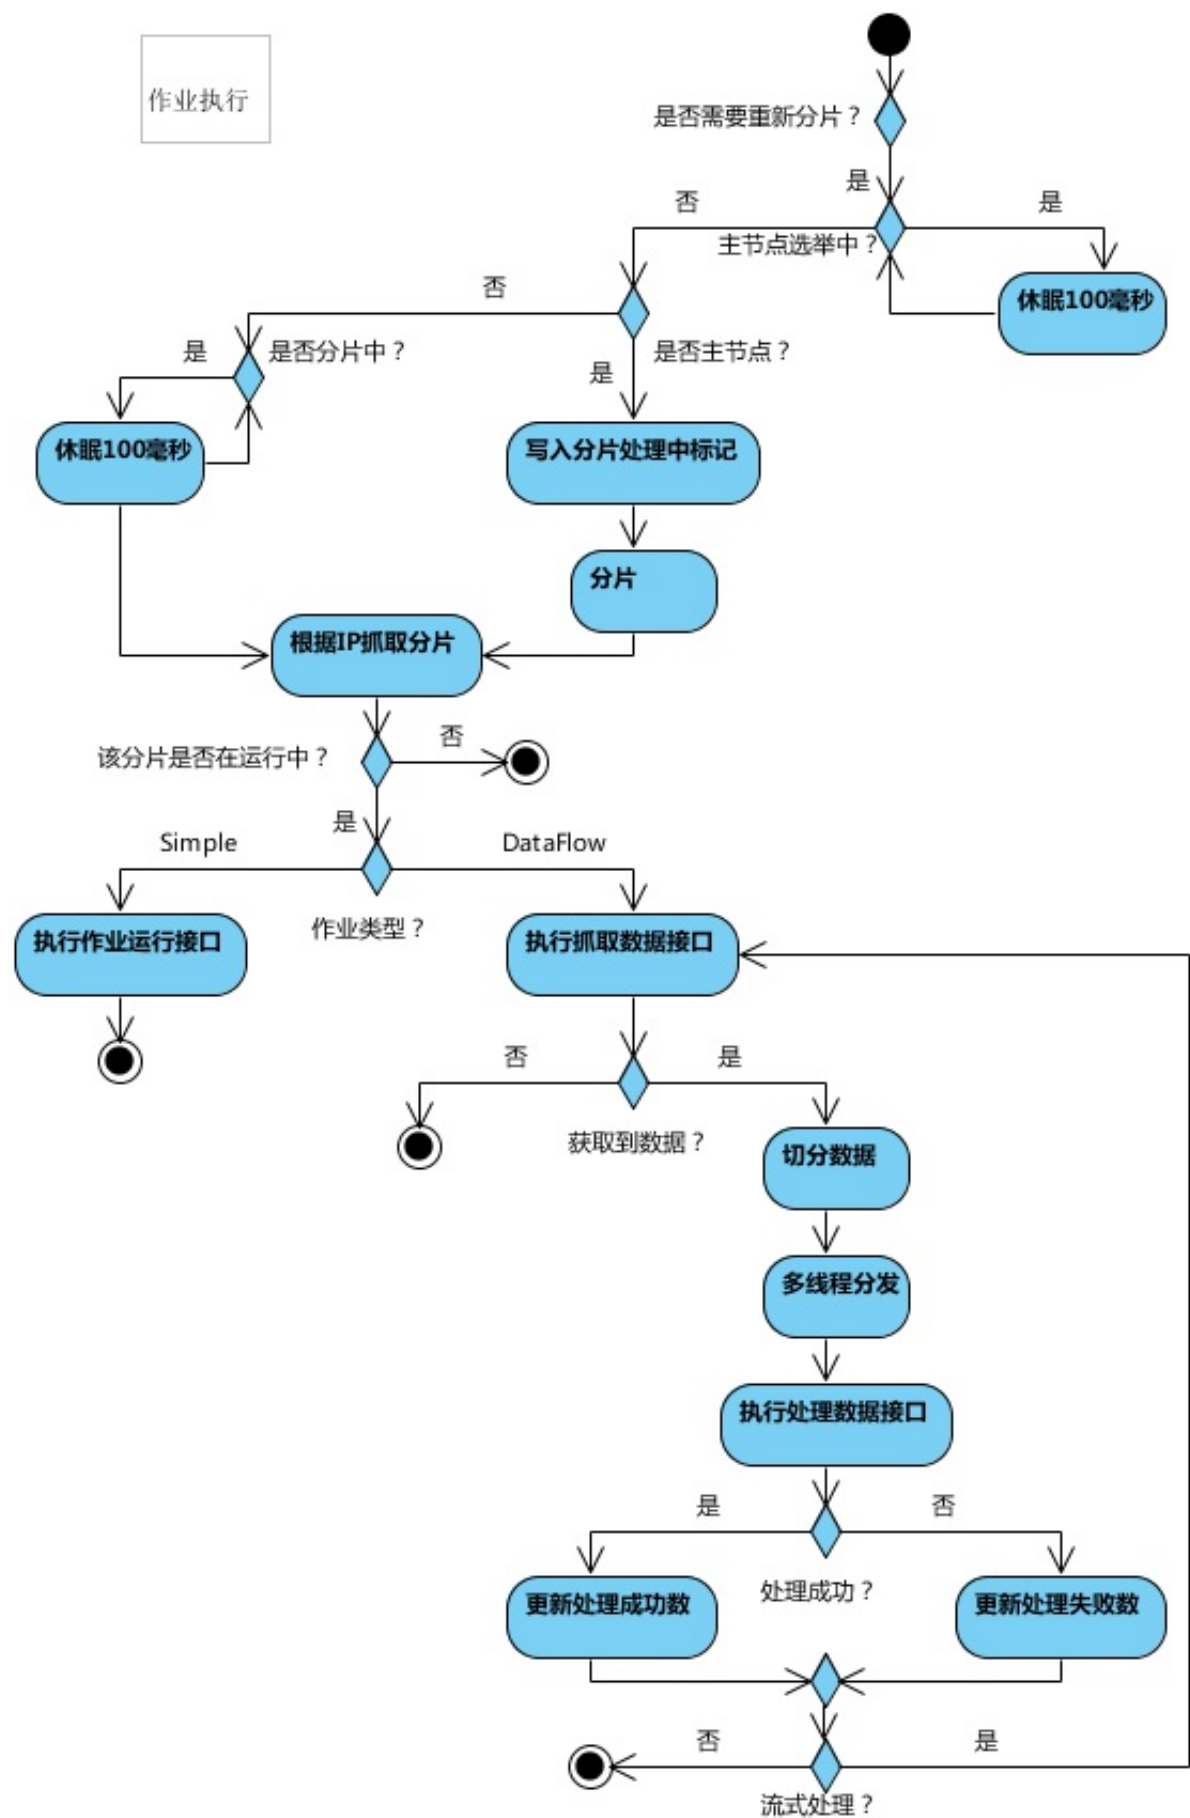 作业执行
是否需要重新分片？
是
否
是
主节点选举中？
休眠100毫秒
否
是
是否分片中？
是否主节点？
是
休眠100毫秒
写入分片处理中标记
分片
根据IP抓取分片
否
该分片是否在运行中？
是
Simple
DataFlow
作业类型？
执行作业运行接口
执行抓取数据接口
否
是
获取到数据？
切分数据
多线程分发
执行处理数据接口
是
否
处理成功？
更新处理成功数
更新处理失败数
否
是
流式处理？